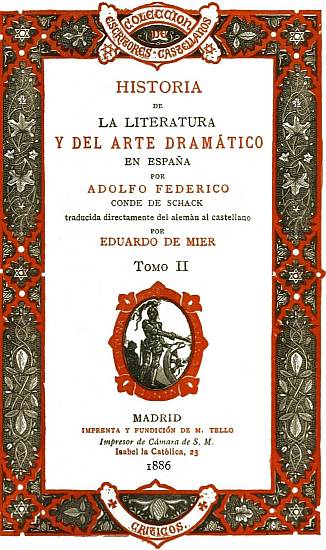 COLECCION
DE
ESCRITORES CASTELLANOS
HISTORIA
DE
LA LITERATURA
Y DEL ARTE DRAMÁTICO
EN ESPAÑA
POR
ADOLFO FEDERICO
CONDE DE SCHACK
traducida directamente del alemán al castellano
POR
EDUARDO DE MIER
TOMO II
MADRID
IMPRENTA Y FUNDICIÓN DE M. TELLO
Impresor de Cámara de S. M.
Isabel la Católica, 23
1886
CRÍTICOS.